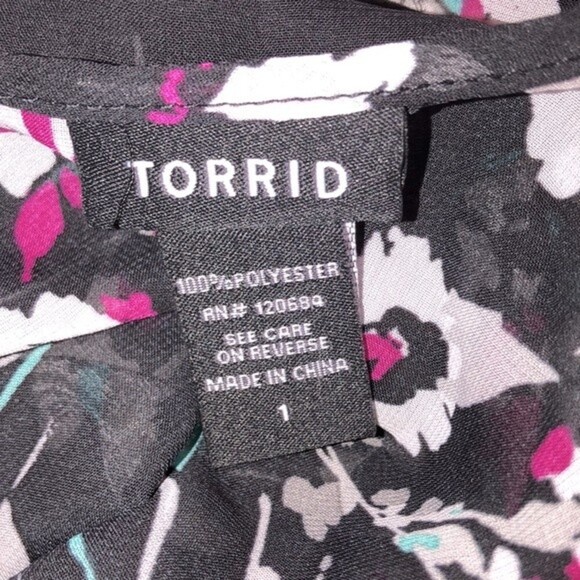 TORRID
100% POLYESTER
RN# 120684
SEE CARE
ON REVERSE
MADE IN CHINA
1